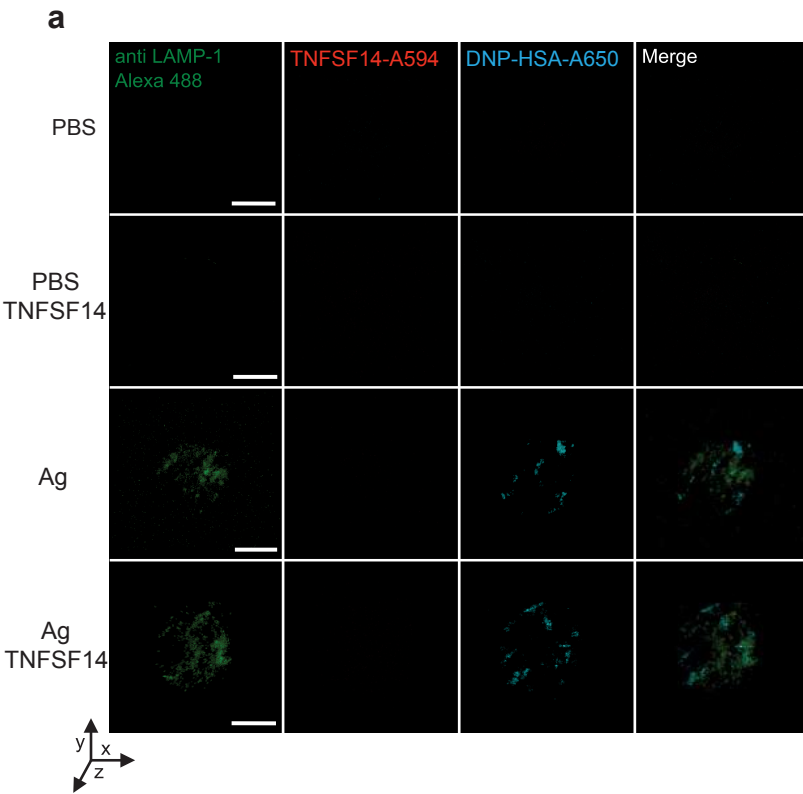 a
anti LAMP-1
Alexa 488
TNFSF14-A594
DNP-HSA-A650
Merge
PBS
PBS
TNFSF14
Ag
Ag
TNFSF14
y
x
z